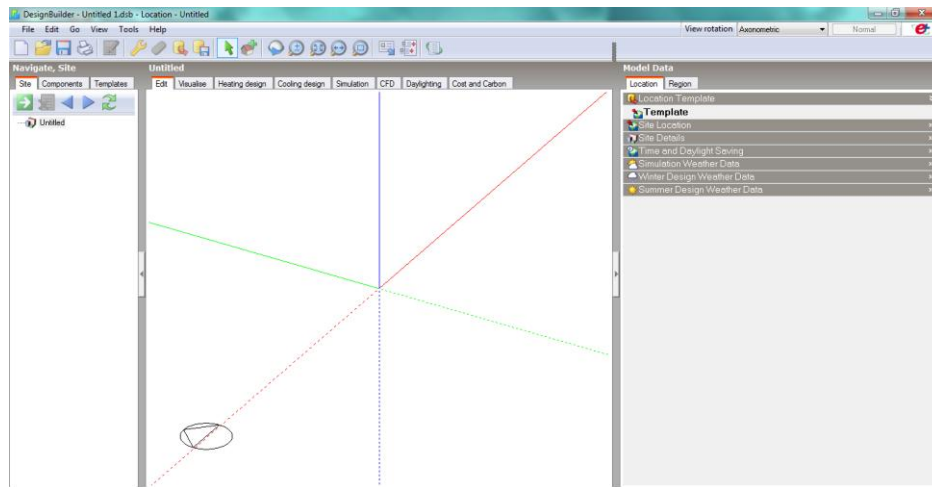 DesignBuilder - Untitled 1.dsb - Location - Untitled
File Edit Go View Tools Help
View rotation Axonometric Normal
Navigate, Site
Untitled
Model Data
Site Components Templates
Edit Visualise Heating design Cooling design Simulation CFD Daylighting Cost and Carbon
Location Region
Untitled
Location Template
Template
Site Location
Site Details
Time and Daylight Saving
Simulation Weather Data
Winter Design Weather Data
Summer Design Weather Data